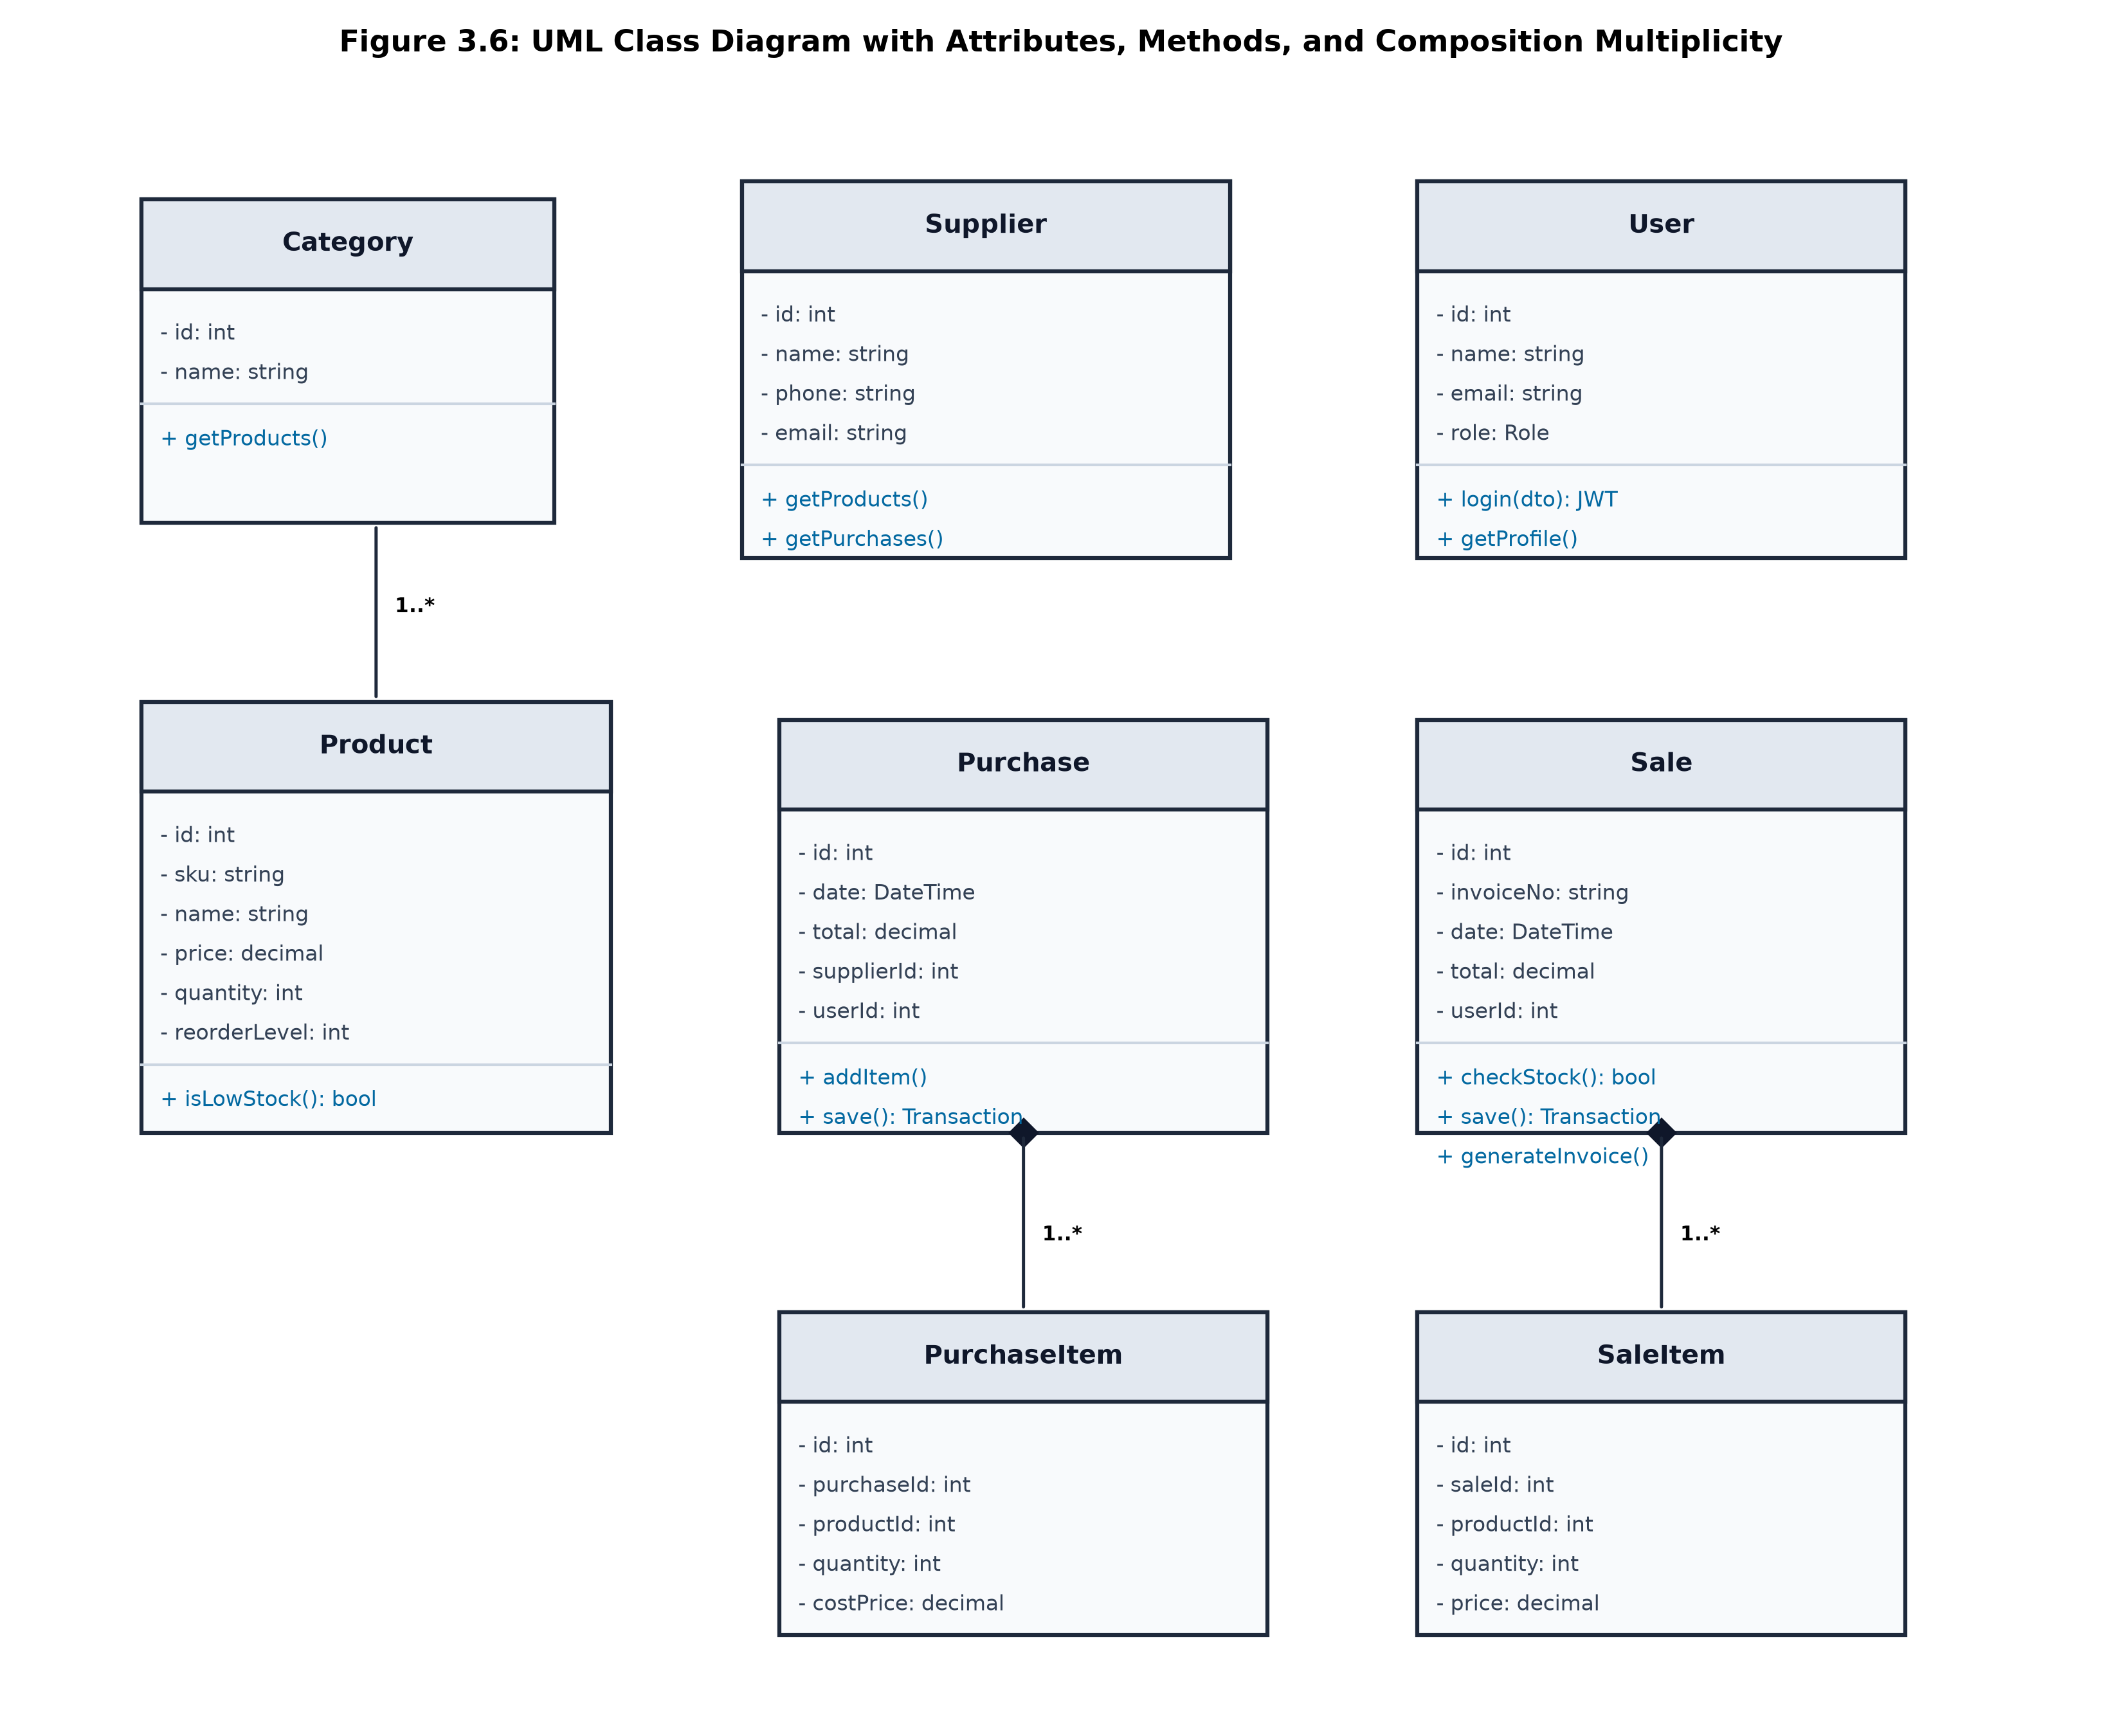 Figure 3.6: UML Class Diagram with Attributes, Methods, and Composition Multiplicity
Category
- id: int
- name: string
+ getProducts()
Supplier
- id: int
- name: string
- phone: string
- email: string
+ getProducts()
+ getPurchases()
User
- id: int
- name: string
- email: string
- role: Role
+ login(dto): JWT
+ getProfile()
1..*
Product
- id: int
- sku: string
- name: string
- price: decimal
- quantity: int
- reorderLevel: int
+ isLowStock(): bool
Purchase
- id: int
- date: DateTime
- total: decimal
- supplierId: int
- userId: int
+ addItem()
+ save(): Transaction
Sale
- id: int
- invoiceNo: string
- date: DateTime
- total: decimal
- userId: int
+ checkStock(): bool
+ save(): Transaction
+ generateInvoice()
1..*
1..*
PurchaseItem
- id: int
- purchaseId: int
- productId: int
- quantity: int
- costPrice: decimal
SaleItem
- id: int
- saleId: int
- productId: int
- quantity: int
- price: decimal